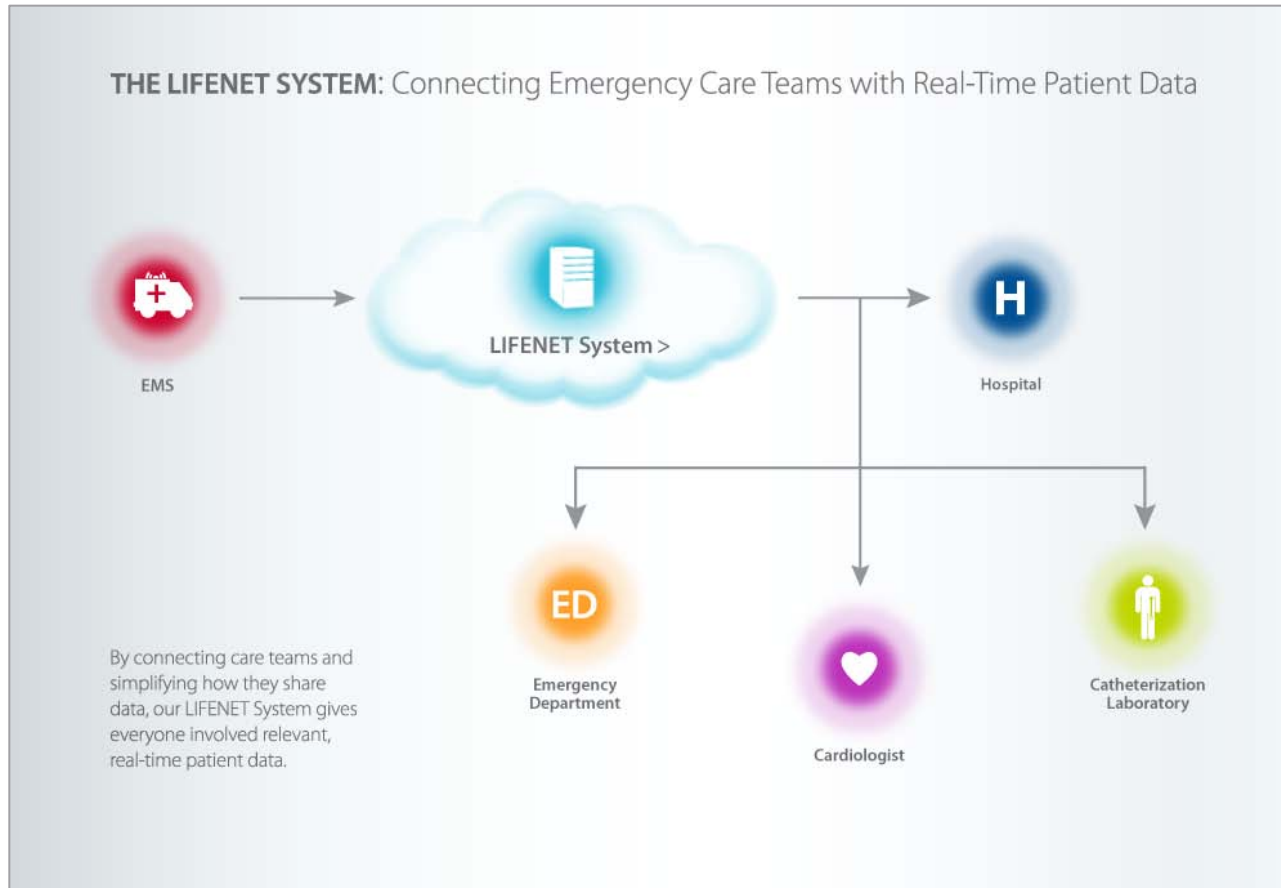 THE LIFENET SYSTEM: Connecting Emergency Care Teams with Real-Time Patient Data
LIFENET System >
EMS
H
Hospital
ED
Emergency
Department
Cardiologist
Catheterization
Laboratory
By connecting care teams and
simplifying how they share
data, our LIFENET System gives
everyone involved relevant,
real-time patient data.